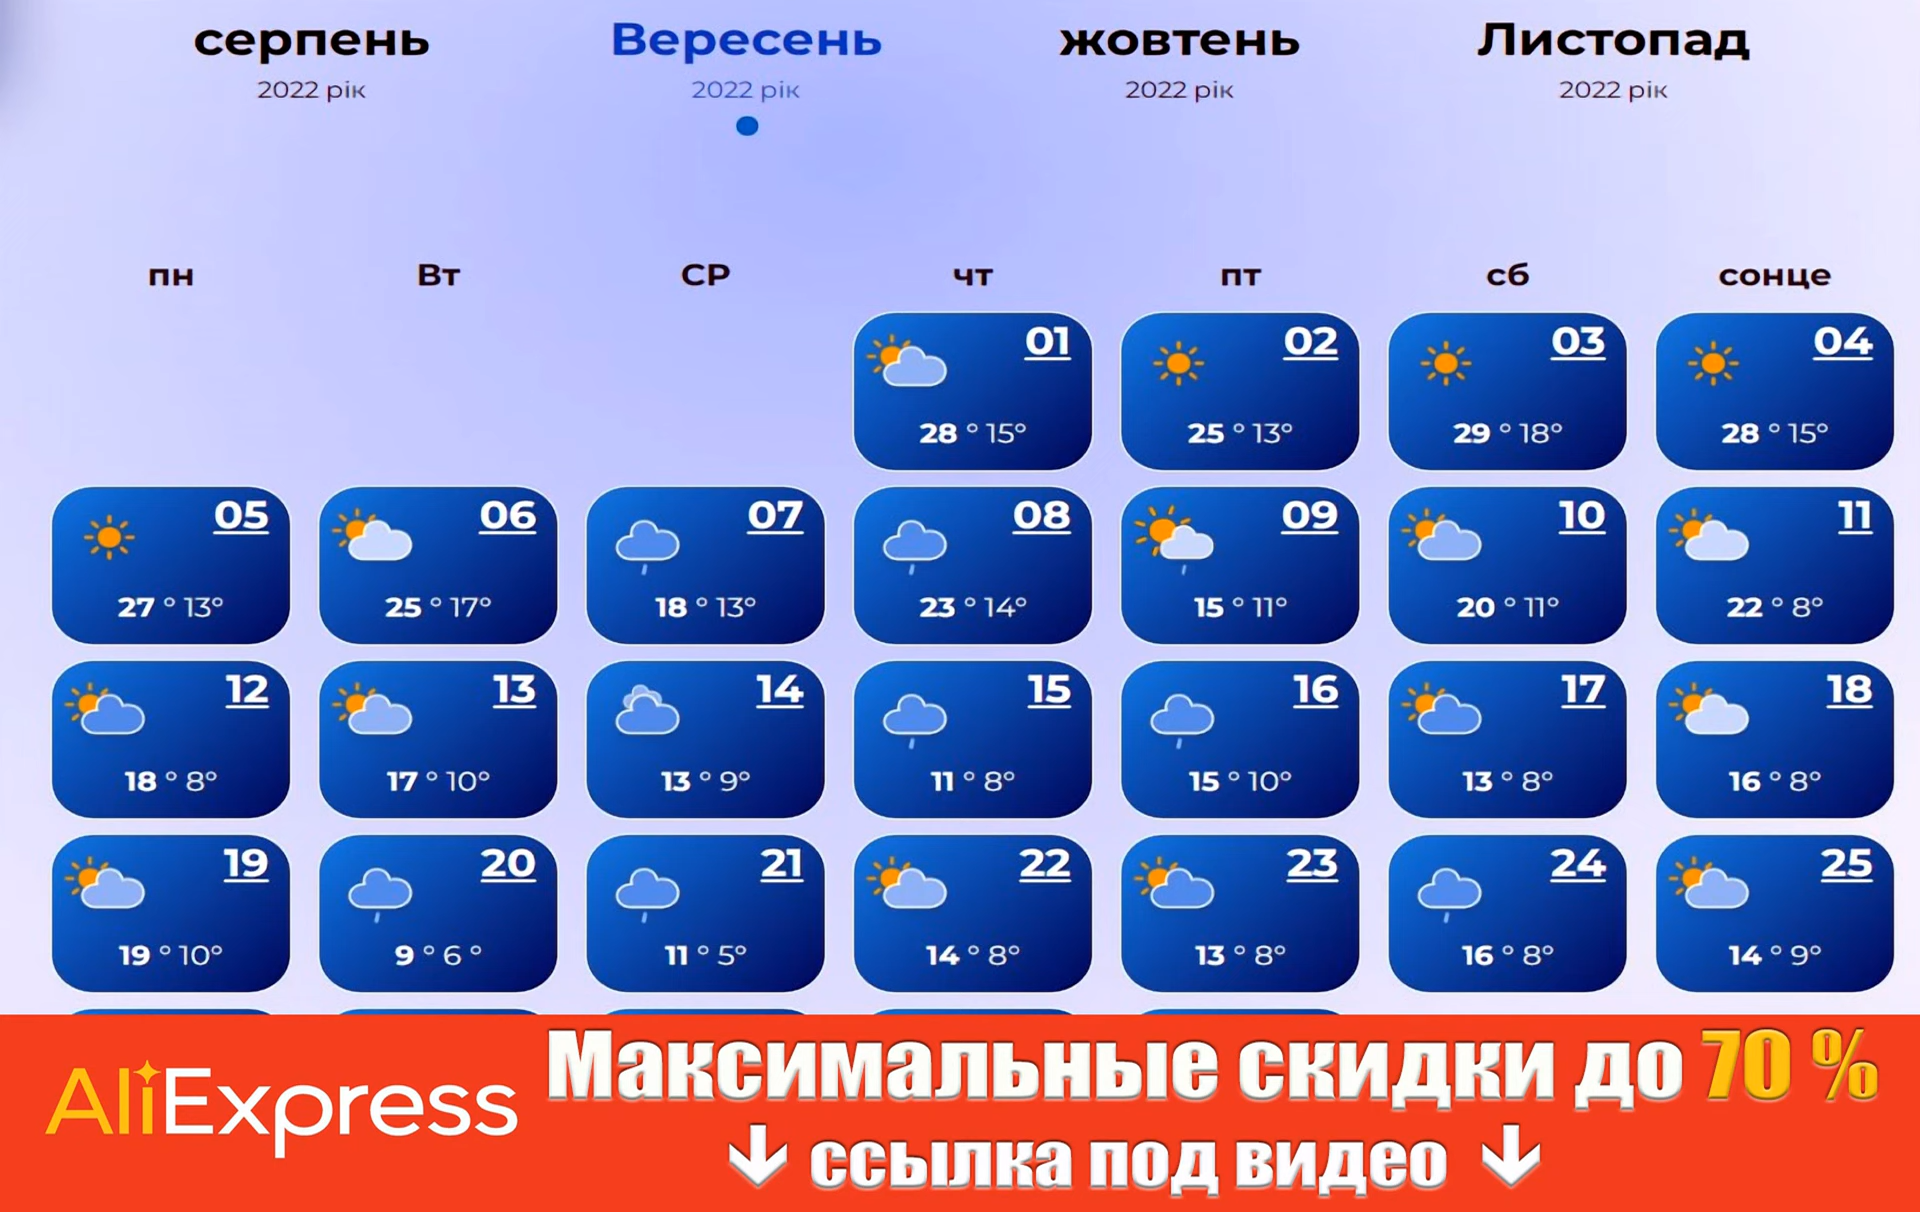 серпень Вересень жовтень Листопад
2022 рік 2022 рік 2022 рік 2022 рік
пн Вт СР чт пт сб сонце
01 02 03 04
28 ° 15° 25 ° 13° 29 ° 18° 28 ° 15°
05 06 07 08 09 10 11
27 ° 13° 25 ° 17° 18 ° 13° 23 ° 14° 15 ° 11° 20 ° 11° 22 ° 8°
12 13 14 15 16 17 18
18 ° 8° 17 ° 10° 13 ° 9° 11 ° 8° 15 ° 10° 13 ° 8° 16 ° 8°
19 20 21 22 23 24 25
19 ° 10° 9 ° 6 ° 11 ° 5° 14 ° 8° 13 ° 8° 16 ° 8° 14 ° 9°
AliExpress
Максимальные скидки до 70 %
↓ ссылка под видео ↓